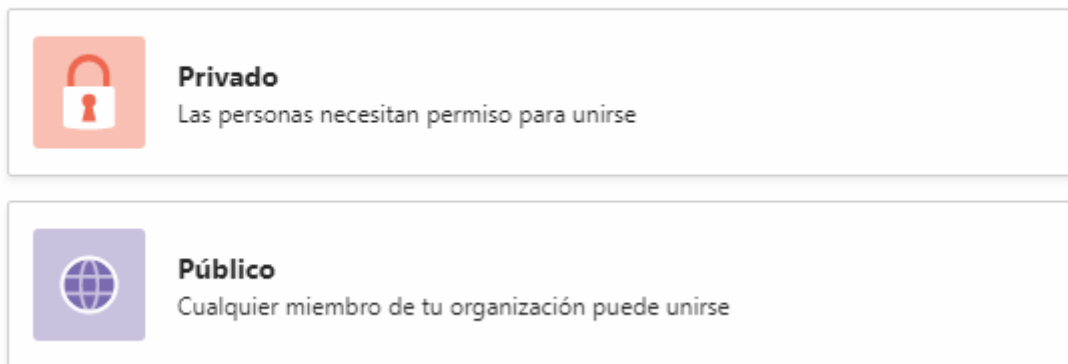 Privado
Las personas necesitan permiso para unirse
Público
Cualquier miembro de tu organización puede unirse